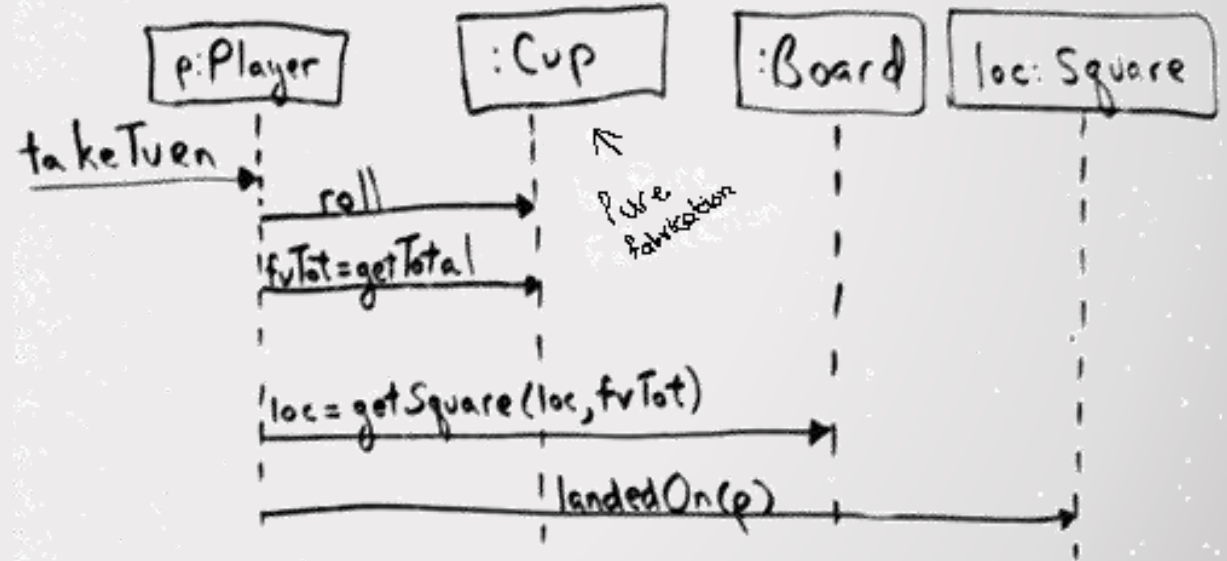 p:Player
:Cup
:Board
loc: Square
takeTuen
roll
Pure
fabrication
fvTot=getTotal
loc=getSquare(loc,fvTot)
landedOn(p)